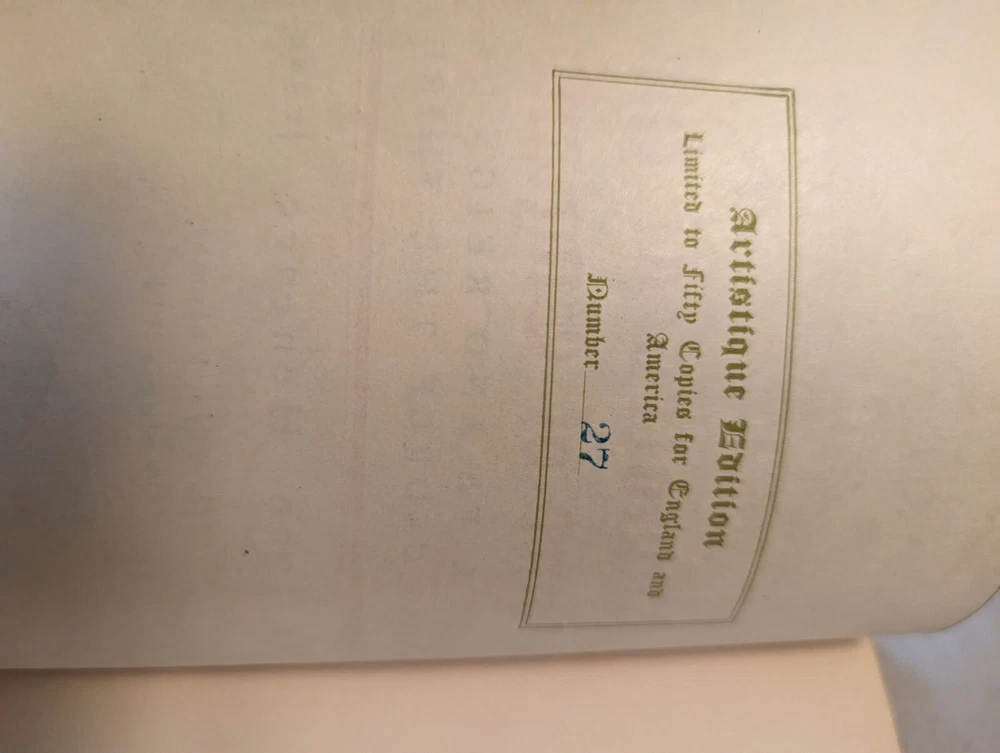 Artistique Edition
Limited to Fifty Copies for England and
America
Number 27